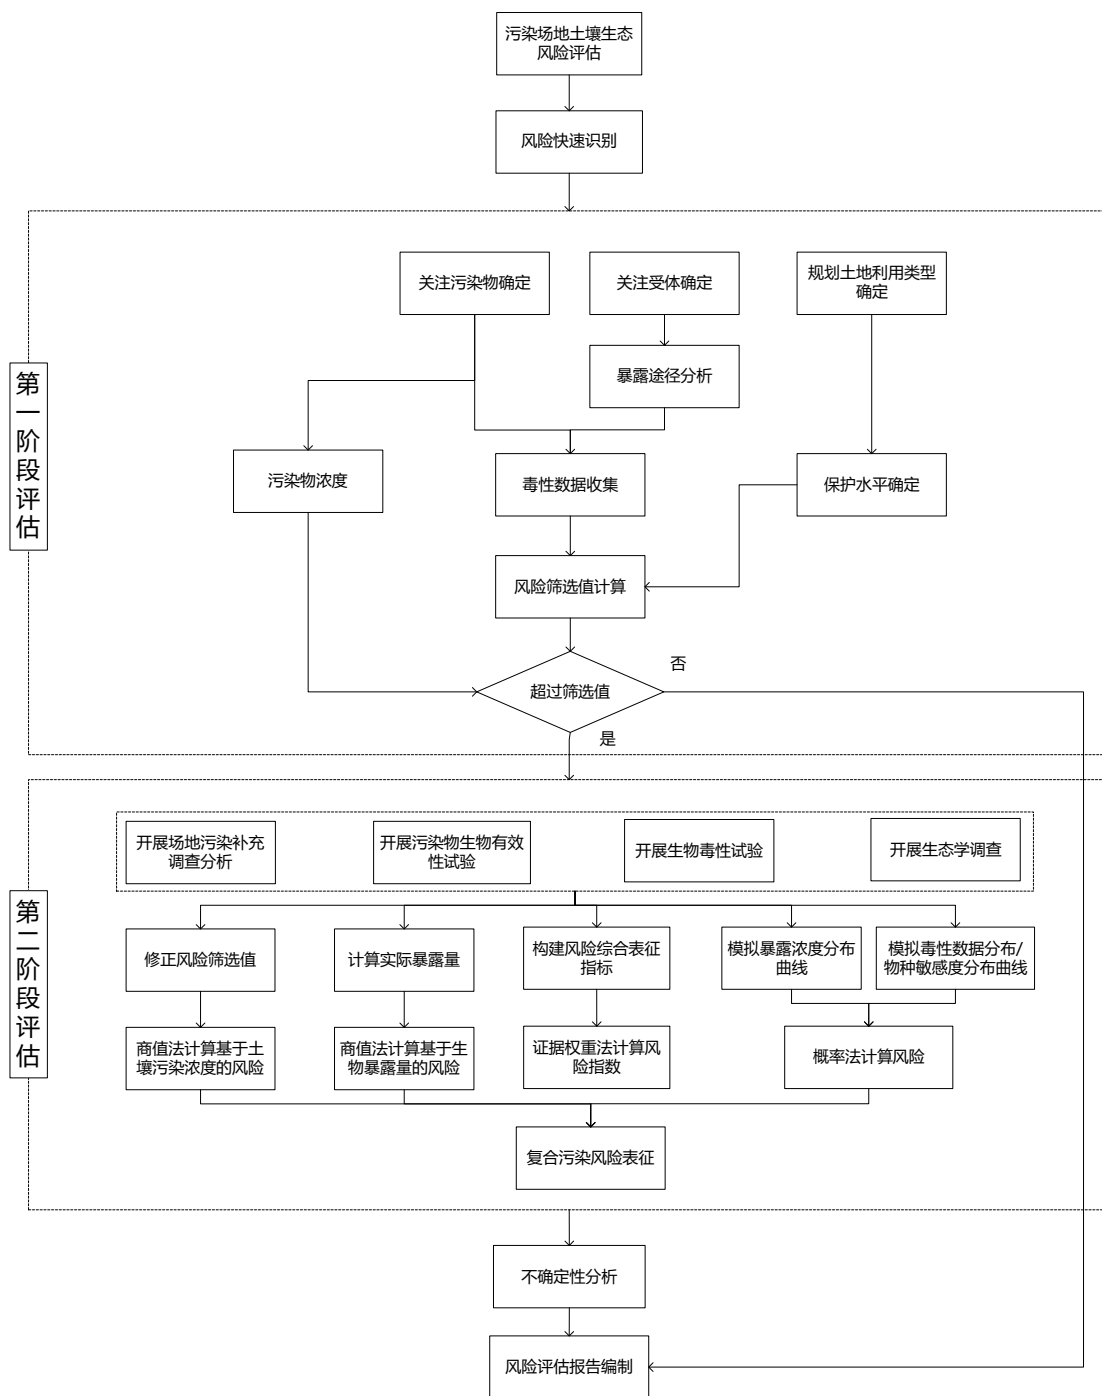 污染场地土壤生态
风险评估
风险快速识别
第一阶段评估
关注污染物确定
关注受体确定
规划土地利用类型
确定
暴露途径分析
污染物浓度
毒性数据收集
保护水平确定
风险筛选值计算
超过筛选值
否
是
第二阶段评估
开展场地污染补充
调查分析
开展污染物生物有效
性试验
开展生物毒性试验
开展生态学调查
修正风险筛选值
计算实际暴露量
构建风险综合表征
指标
模拟暴露浓度分布
曲线
模拟毒性数据分布/
物种敏感度分布曲线
商值法计算基于土
壤污染浓度的风险
商值法计算基于生
物暴露量的风险
证据权重法计算风
险指数
概率法计算风险
复合污染风险表征
不确定性分析
风险评估报告编制